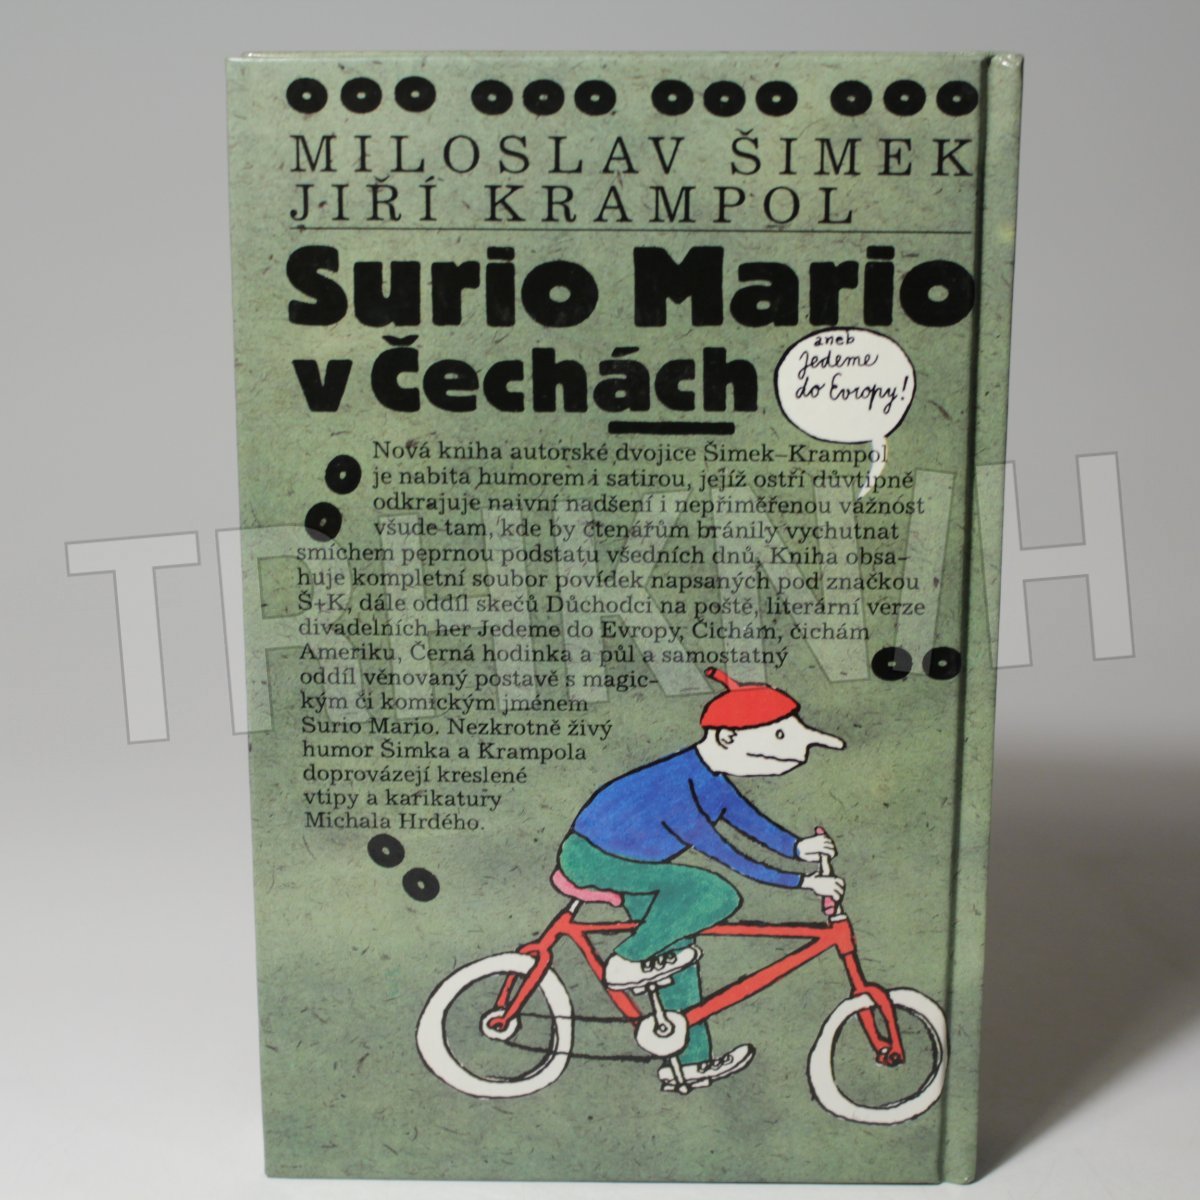 MILOSLAV ŠIMEK
JIŘÍ KRAMPOL
Surio Mario
v Čechách
aneb
Jedeme
do Evropy!
Nová kniha autorské dvojice Šimek–Krampol
je nabita humorem i satirou, jejíž ostří důvtipně
odkrajuje naivní nadšení i nepřiměřenou vážnost
všude tam, kde by čtenářům bránily vychutnat
smíchem peprnou podstatu všedních dnů. Kniha obsa-
huje kompletní soubor povídek napsaných pod značkou
Š+K, dále oddíl skečů Důchodci na poště, literární verze
divadelních her Jedeme do Evropy, Čichám, čichám
Ameriku, Černá hodinka a půl a samostatný
oddíl věnovaný postavě s magic-
kým či komickým jménem
Surio Mario. Nezkrotně živý
humor Šimka a Krampola
doprovázejí kreslené
vtipy a karikatury
Michala Hrdého.